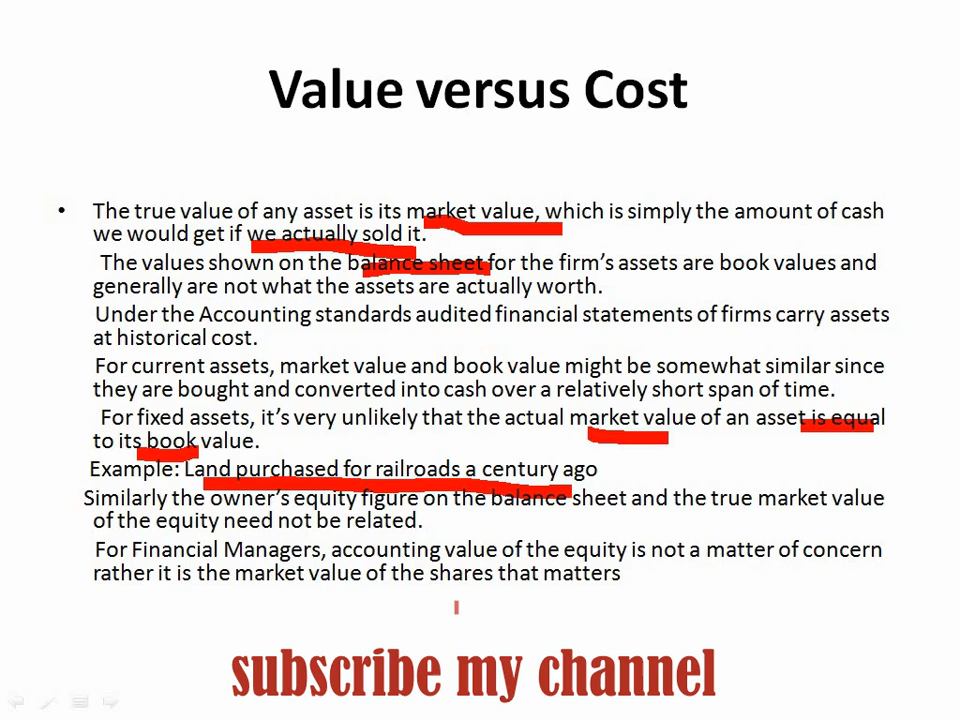 Value versus Cost
• The true value of any asset is its market value, which is simply the amount of cash
we would get if we actually sold it.
The values shown on the balance sheet for the firm's assets are book values and
generally are not what the assets are actually worth.
Under the Accounting standards audited financial statements of firms carry assets
at historical cost.
For current assets, market value and book value might be somewhat similar since
they are bought and converted into cash over a relatively short span of time.
For fixed assets, it's very unlikely that the actual market value of an asset is equal
to its book value.
Example: Land purchased for railroads a century ago
Similarly the owner's equity figure on the balance sheet and the true market value
of the equity need not be related.
For Financial Managers, accounting value of the equity is not a matter of concern
rather it is the market value of the shares that matters
subscribe my channel